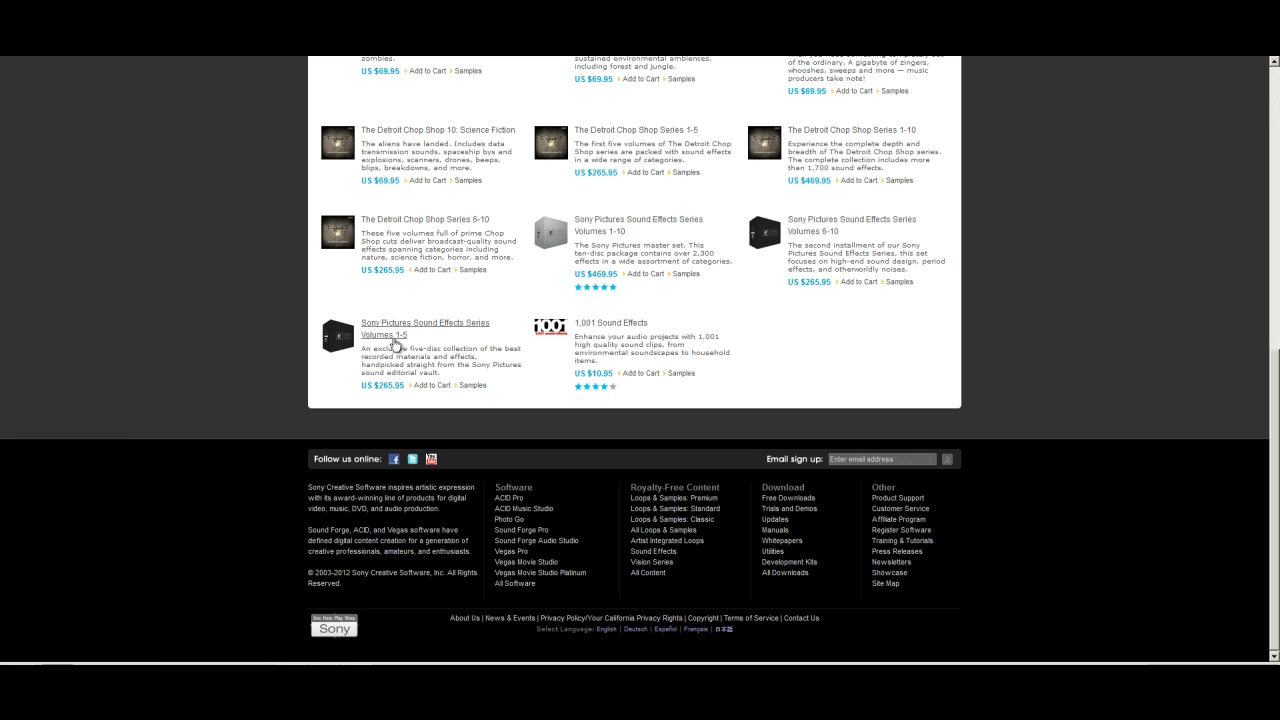 zombies.
US $69.95 Add to Cart Samples
sustained environmental ambiences,
including forest and jungle.
US $69.95 Add to Cart Samples
of the ordinary. A gigabyte of zingers,
whooshes, sweeps and more — music
producers take note!
US $69.95 Add to Cart Samples
The Detroit Chop Shop 10: Science Fiction
The aliens have landed. Includes data
transmission sounds, spaceship bys and
explosions, scanners, drones, beeps,
blips, breakdowns, and more.
US $69.95 Add to Cart Samples
The Detroit Chop Shop Series 1-5
The first five volumes of The Detroit Chop
Shop series are packed with sound effects
in a wide range of categories.
US $265.95 Add to Cart Samples
The Detroit Chop Shop Series 1-10
Experience the complete depth and
breadth of The Detroit Chop Shop series.
The complete collection includes more
than 1,700 sound effects.
US $469.95 Add to Cart Samples
The Detroit Chop Shop Series 6-10
These five volumes full of prime Chop
Shop cuts deliver broadcast-quality sound
effects spanning categories including
nature, science fiction, horror, and more.
US $265.95 Add to Cart Samples
Sony Pictures Sound Effects Series
Volumes 1-10
The Sony Pictures master set. This
ten-disc package contains over 2,300
effects in a wide assortment of categories.
US $469.95 Add to Cart Samples
Sony Pictures Sound Effects Series
Volumes 6-10
The second installment of our Sony
Pictures Sound Effects Series, this set
focuses on high-end sound design, period
effects, and otherworldly noises.
US $265.95 Add to Cart Samples
Sony Pictures Sound Effects Series
Volumes 1-5
An exclusive five-disc collection of the best
recorded materials and effects,
handpicked straight from the Sony Pictures
sound editorial vault.
US $265.95 Add to Cart Samples
1001
1,001 Sound Effects
Enhance your audio projects with 1,001
high quality sound clips, from
environmental soundscapes to household
items.
US $10.95 Add to Cart Samples
Follow us online:
Email sign up: Enter email address
Sony Creative Software inspires artistic expression
with its award-winning line of products for digital
video, music, DVD, and audio production.
Sound Forge, ACID, and Vegas software have
defined digital content creation for a generation of
creative professionals, amateurs, and enthusiasts.
© 2003-2012 Sony Creative Software, Inc. All Rights
Reserved.
Software
ACID Pro
ACID Music Studio
Photo Go
Sound Forge Pro
Sound Forge Audio Studio
Vegas Pro
Vegas Movie Studio
Vegas Movie Studio Platinum
All Software
Royalty-Free Content
Loops & Samples: Premium
Loops & Samples: Standard
Loops & Samples: Classic
All Loops & Samples
Artist Integrated Loops
Sound Effects
Vision Series
All Content
Download
Free Downloads
Trials and Demos
Updates
Manuals
Whitepapers
Utilities
Development Kits
All Downloads
Other
Product Support
Customer Service
Affiliate Program
Register Software
Training & Tutorials
Press Releases
Newsletters
Showcase
Site Map
See. Hear. Play. Shop.
Sony
About Us | News & Events | Privacy Policy/Your California Privacy Rights | Copyright | Terms of Service | Contact Us
Select Language: English | Deutsch | Español | Français | 日本語